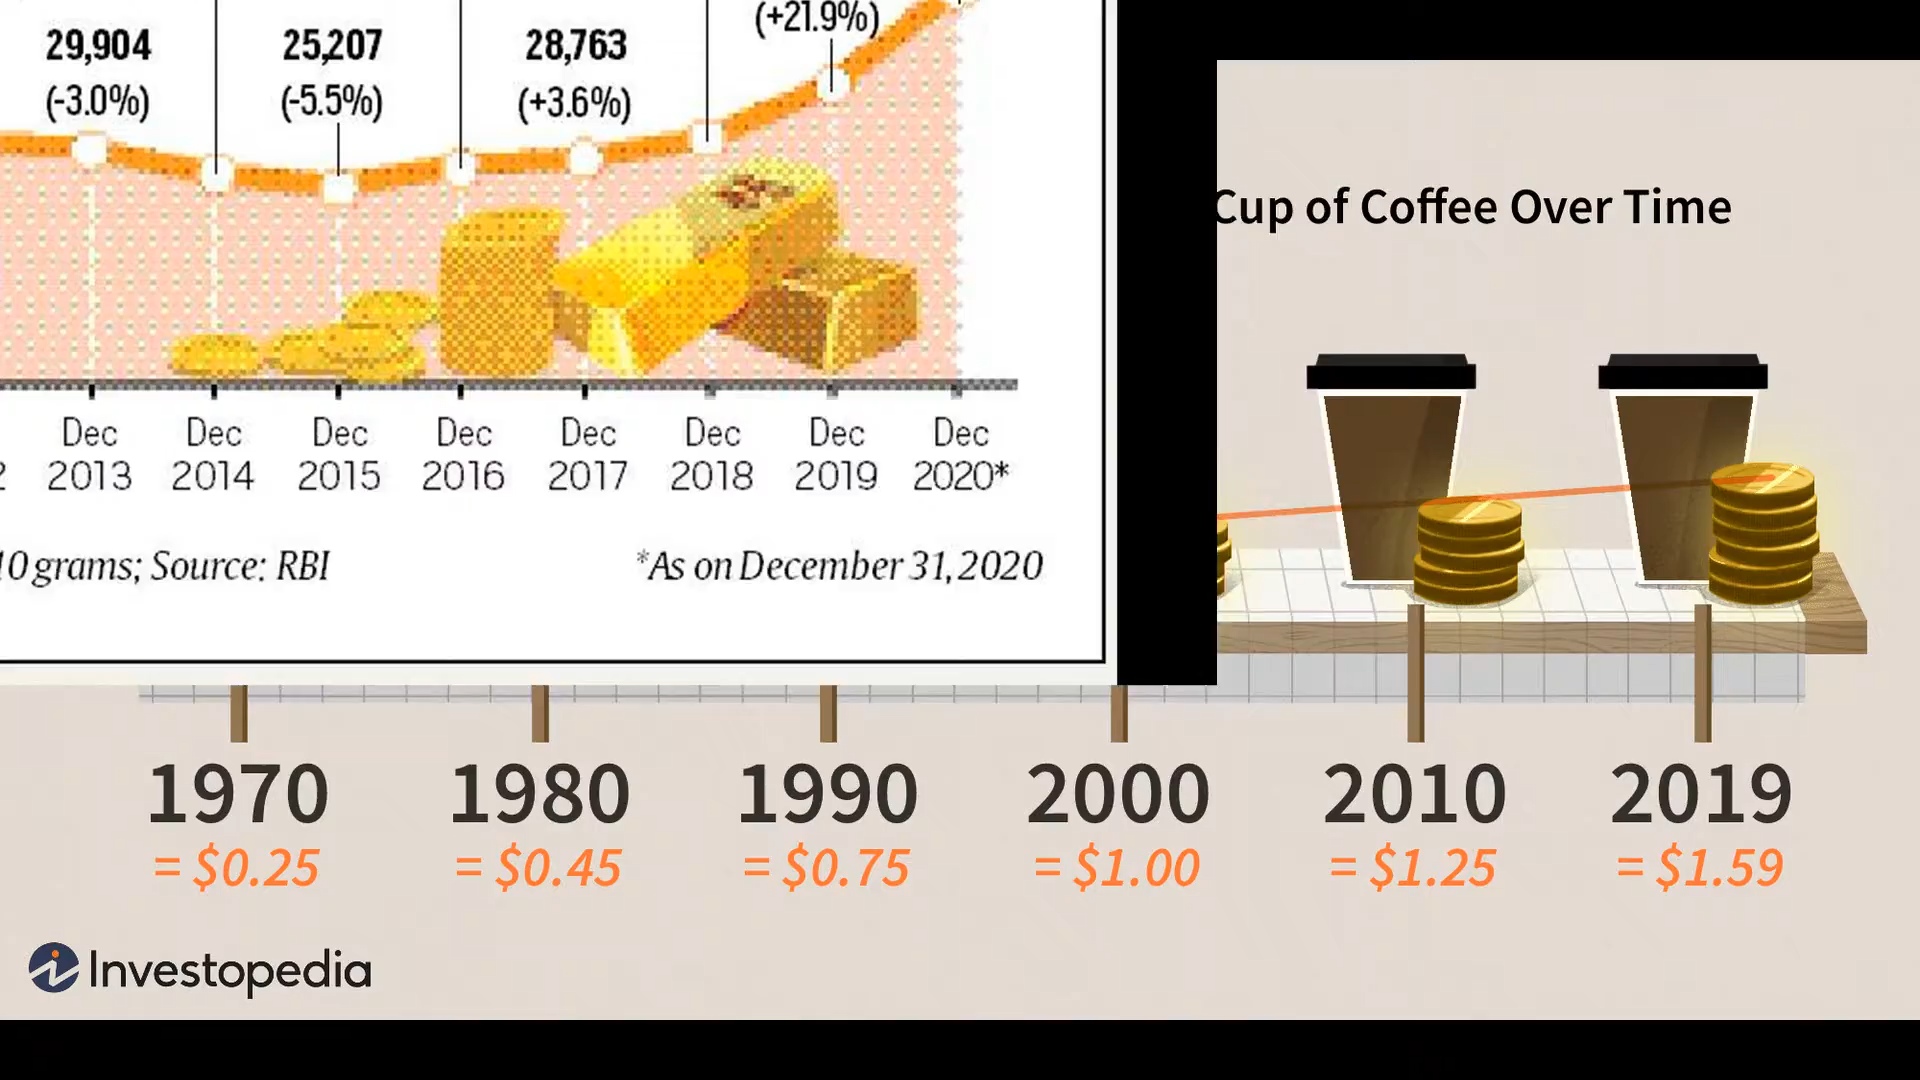 (+21.9%)
29,904
(-3.0%)
25,207
(-5.5%)
28,763
(+3.6%)
Dec 2013
Dec 2014
Dec 2015
Dec 2016
Dec 2017
Dec 2018
Dec 2019
Dec 2020*
10 grams; Source: RBI
*As on December 31, 2020
Cup of Coffee Over Time
1970 1980 1990 2000 2010 2019
= $0.25 = $0.45 = $0.75 = $1.00 = $1.25 = $1.59
Investopedia